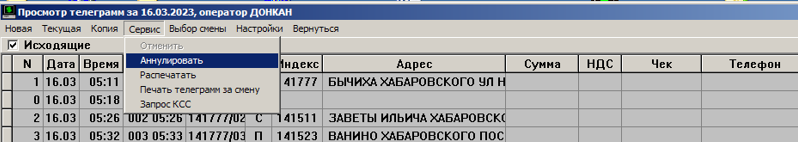 Просмотр телеграмм за 16.03.2023, оператор ДОНКАН
Новая Текущая Копия Сервис Выбор смены Настройки Вернуться
Исходящие
Отменить
Аннулировать
Распечатать
Печать телеграмм за смену
Запрос КСС
N Дата Время Индекс Адрес Сумма НДС Чек Телефон
1 16.03 05:11 41777 БЫЧИХА ХАБАРОВСКОГО УЛ Н
0 16.03 05:18
2 16.03 05:26 002 05:26 141777/02 С 141511 ЗАВЕТЫ ИЛЬИЧА ХАБАРОВСК
3 16.03 05:32 003 05:33 141777/03 П 141523 ВАНИНО ХАБАРОВСКОГО ПОС